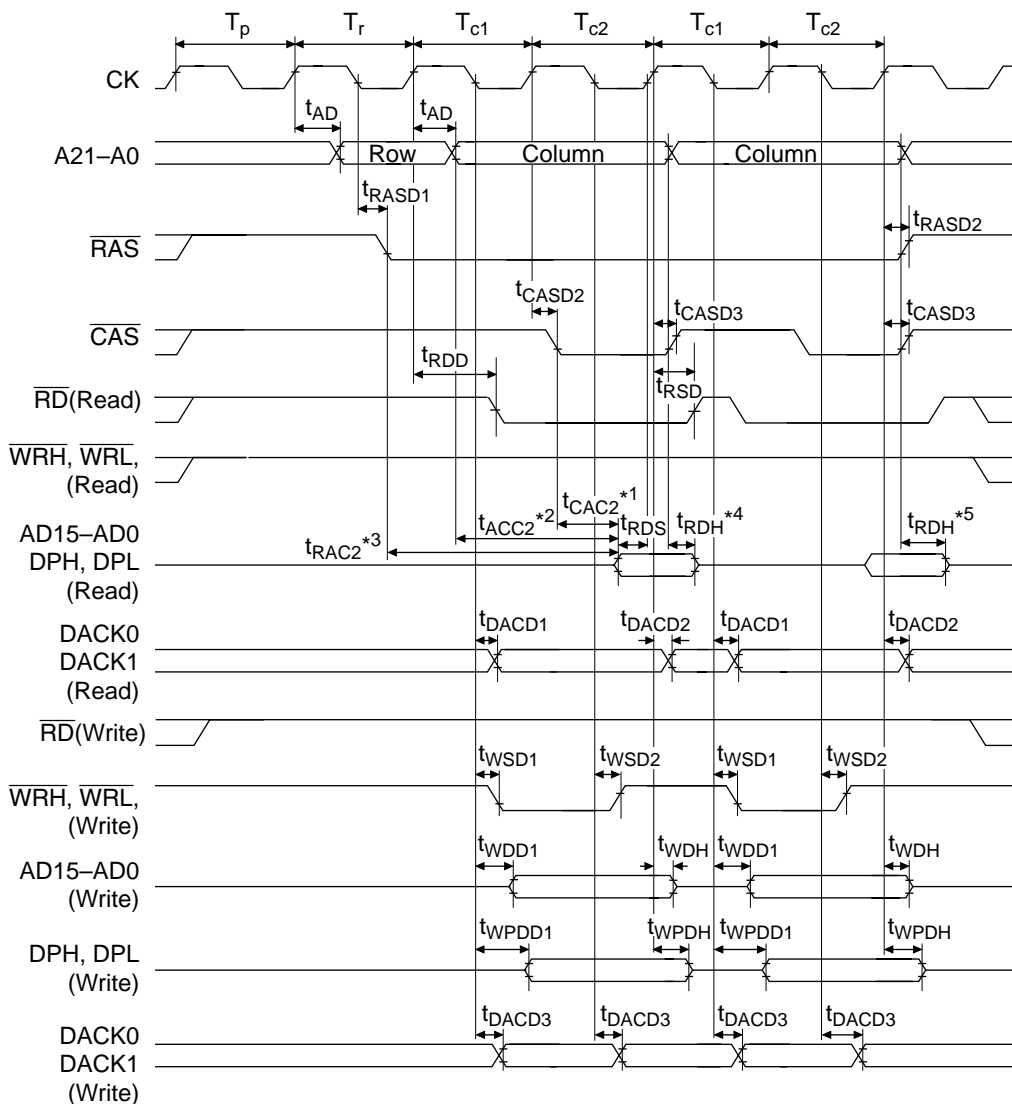 Tp Tr Tc1 Tc2 Tc1 Tc2
CK
tAD tAD
A21–A0 Row Column Column
tRASD1
tRASD2
RAS
tCASD2 tCASD3 tCASD3
CAS
tRDD tRSD
RD(Read)
WRH, WRL,
(Read)
tCAC2*1
tACC2*2 tRDS tRDH*4 tRDH*5
tRAC2*3
AD15–AD0
DPH, DPL
(Read)
tDACD1 tDACD2 tDACD1 tDACD2
DACK0
DACK1
(Read)
RD(Write)
tWSD1 tWSD2 tWSD1 tWSD2
WRH, WRL,
(Write)
tWDD1 tWDH tWDD1 tWDH
AD15–AD0
(Write)
tWPDD1 tWPDH tWPDD1 tWPDH
DPH, DPL
(Write)
tDACD3 tDACD3 tDACD3 tDACD3
DACK0
DACK1
(Write)